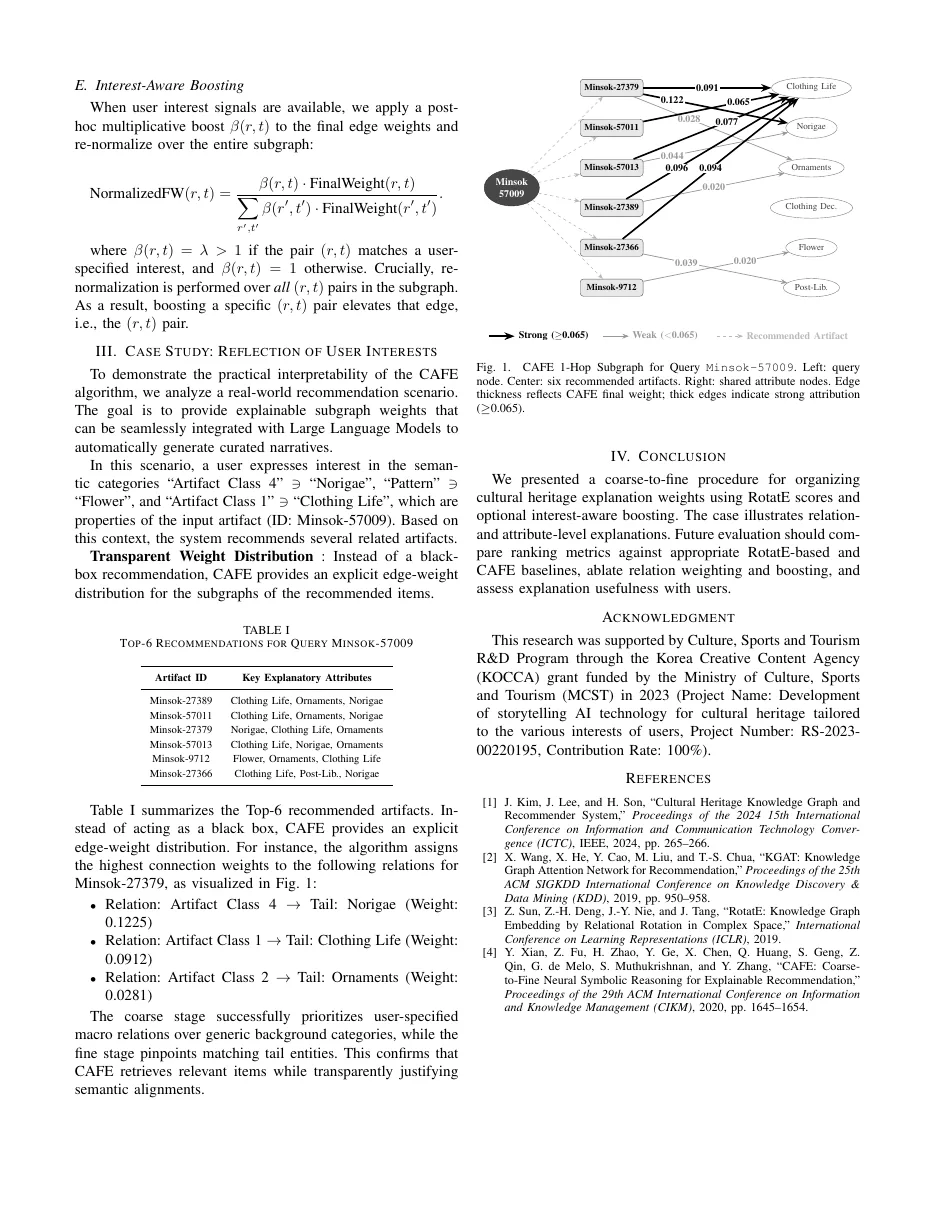 E. Interest-Aware Boosting
When user interest signals are available, we apply a post-
hoc multiplicative boost β(r, t) to the final edge weights and
re-normalize over the entire subgraph:
NormalizedFW(r, t) = β(r, t) · FinalWeight(r, t) / ∑r′,t′ β(r′, t′) · FinalWeight(r′, t′) .
where β(r, t) = λ > 1 if the pair (r, t) matches a user-
specified interest, and β(r, t) = 1 otherwise. Crucially, re-
normalization is performed over all (r, t) pairs in the subgraph.
As a result, boosting a specific (r, t) pair elevates that edge,
i.e., the (r, t) pair.
III. CASE STUDY: REFLECTION OF USER INTERESTS
To demonstrate the practical interpretability of the CAFE
algorithm, we analyze a real-world recommendation scenario.
The goal is to provide explainable subgraph weights that
can be seamlessly integrated with Large Language Models to
automatically generate curated narratives.
In this scenario, a user expresses interest in the seman-
tic categories “Artifact Class 4” ∋ “Norigae”, “Pattern” ∋
“Flower”, and “Artifact Class 1” ∋ “Clothing Life”, which are
properties of the input artifact (ID: Minsok-57009). Based on
this context, the system recommends several related artifacts.
Transparent Weight Distribution : Instead of a black-
box recommendation, CAFE provides an explicit edge-weight
distribution for the subgraphs of the recommended items.
TABLE I
TOP-6 RECOMMENDATIONS FOR QUERY MINSOK-57009
Artifact ID Key Explanatory Attributes
Minsok-27389 Clothing Life, Ornaments, Norigae
Minsok-57011 Clothing Life, Ornaments, Norigae
Minsok-27379 Norigae, Clothing Life, Ornaments
Minsok-57013 Clothing Life, Norigae, Ornaments
Minsok-9712 Flower, Ornaments, Clothing Life
Minsok-27366 Clothing Life, Post-Lib., Norigae
Table I summarizes the Top-6 recommended artifacts. In-
stead of acting as a black box, CAFE provides an explicit
edge-weight distribution. For instance, the algorithm assigns
the highest connection weights to the following relations for
Minsok-27379, as visualized in Fig. 1:
• Relation: Artifact Class 4 → Tail: Norigae (Weight:
0.1225)
• Relation: Artifact Class 1 → Tail: Clothing Life (Weight:
0.0912)
• Relation: Artifact Class 2 → Tail: Ornaments (Weight:
0.0281)
The coarse stage successfully prioritizes user-specified
macro relations over generic background categories, while the
fine stage pinpoints matching tail entities. This confirms that
CAFE retrieves relevant items while transparently justifying
semantic alignments.
Minsok
57009
Minsok-27379
Minsok-57011
Minsok-57013
Minsok-27389
Minsok-27366
Minsok-9712
0.091
0.122
0.065
0.028
0.077
0.044
0.096
0.094
0.020
0.039
0.020
Clothing Life
Norigae
Ornaments
Clothing Dec.
Flower
Post-Lib.
Strong (≥0.065) Weak (<0.065) Recommended Artifact
Fig. 1. CAFE 1-Hop Subgraph for Query Minsok-57009. Left: query
node. Center: six recommended artifacts. Right: shared attribute nodes. Edge
thickness reflects CAFE final weight; thick edges indicate strong attribution
(≥0.065).
IV. CONCLUSION
We presented a coarse-to-fine procedure for organizing
cultural heritage explanation weights using RotatE scores and
optional interest-aware boosting. The case illustrates relation-
and attribute-level explanations. Future evaluation should com-
pare ranking metrics against appropriate RotatE-based and
CAFE baselines, ablate relation weighting and boosting, and
assess explanation usefulness with users.
ACKNOWLEDGMENT
This research was supported by Culture, Sports and Tourism
R&D Program through the Korea Creative Content Agency
(KOCCA) grant funded by the Ministry of Culture, Sports
and Tourism (MCST) in 2023 (Project Name: Development
of storytelling AI technology for cultural heritage tailored
to the various interests of users, Project Number: RS-2023-
00220195, Contribution Rate: 100%).
REFERENCES
[1] J. Kim, J. Lee, and H. Son, “Cultural Heritage Knowledge Graph and
Recommender System,” Proceedings of the 2024 15th International
Conference on Information and Communication Technology Conver-
gence (ICTC), IEEE, 2024, pp. 265–266.
[2] X. Wang, X. He, Y. Cao, M. Liu, and T.-S. Chua, “KGAT: Knowledge
Graph Attention Network for Recommendation,” Proceedings of the 25th
ACM SIGKDD International Conference on Knowledge Discovery &
Data Mining (KDD), 2019, pp. 950–958.
[3] Z. Sun, Z.-H. Deng, J.-Y. Nie, and J. Tang, “RotatE: Knowledge Graph
Embedding by Relational Rotation in Complex Space,” International
Conference on Learning Representations (ICLR), 2019.
[4] Y. Xian, Z. Fu, H. Zhao, Y. Ge, X. Chen, Q. Huang, S. Geng, Z.
Qin, G. de Melo, S. Muthukrishnan, and Y. Zhang, “CAFE: Coarse-
to-Fine Neural Symbolic Reasoning for Explainable Recommendation,”
Proceedings of the 29th ACM International Conference on Information
and Knowledge Management (CIKM), 2020, pp. 1645–1654.